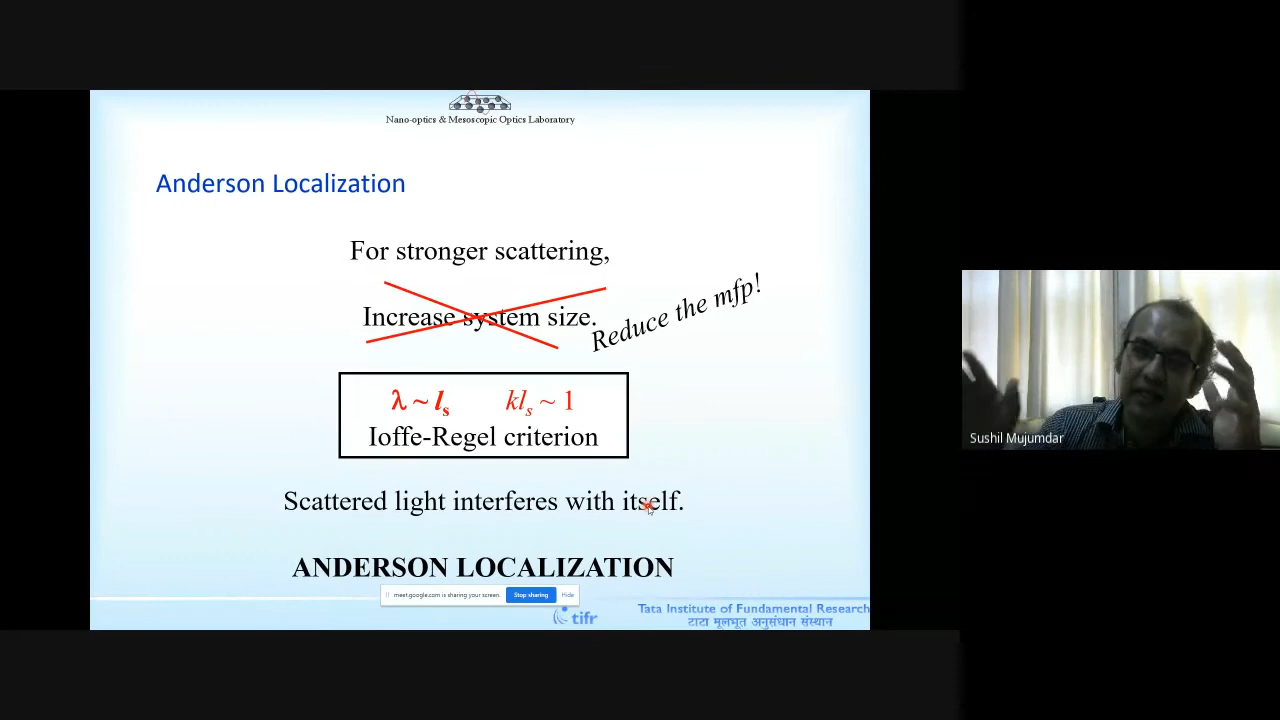 Nano-optics & Mesoscopic Optics Laboratory
Anderson Localization
For stronger scattering,
Increase system size.
Reduce the mfp!
λ ~ ls kls ~ 1
Ioffe-Regel criterion
Scattered light interferes with itself.
ANDERSON LOCALIZATION
meet.google.com is sharing your screen. Stop sharing Hide
tifr
Tata Institute of Fundamental Research
टाटा मूलभूत अनुसंधान संस्थान
Sushil Mujumdar